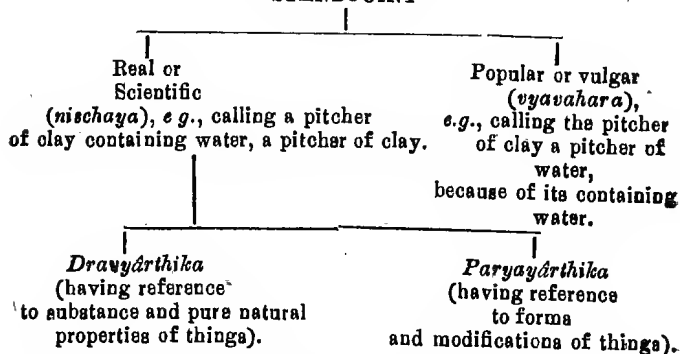 Real or
Scientific
(nischaya), e g., calling a pitcher
of clay containing water, a pitcher of clay.
Popular or vulgar
(vyavahara),
e.g., calling the pitcher
of clay a pitcher of
water,
because of its containing
water.
Dravyârthika
(having reference
to substance and pure natural
properties of things).
Paryayârthika
(having reference
to forms
and modifications of things).